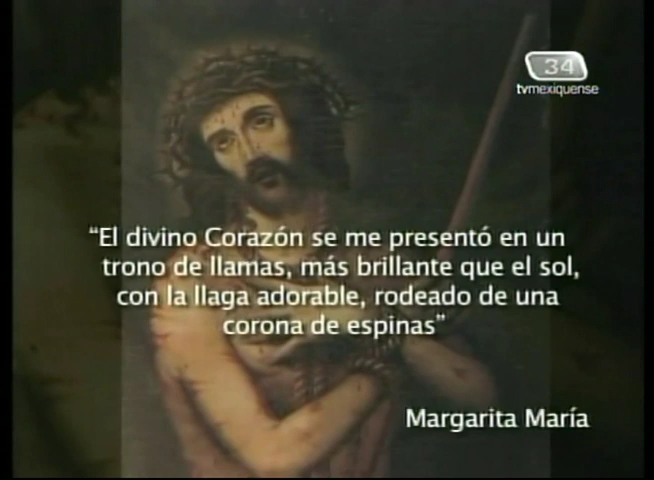 34
tvmexiquense
“El divino Corazón se me presentó en un
trono de llamas, más brillante que el sol,
con la llaga adorable, rodeado de una
corona de espinas”
Margarita María